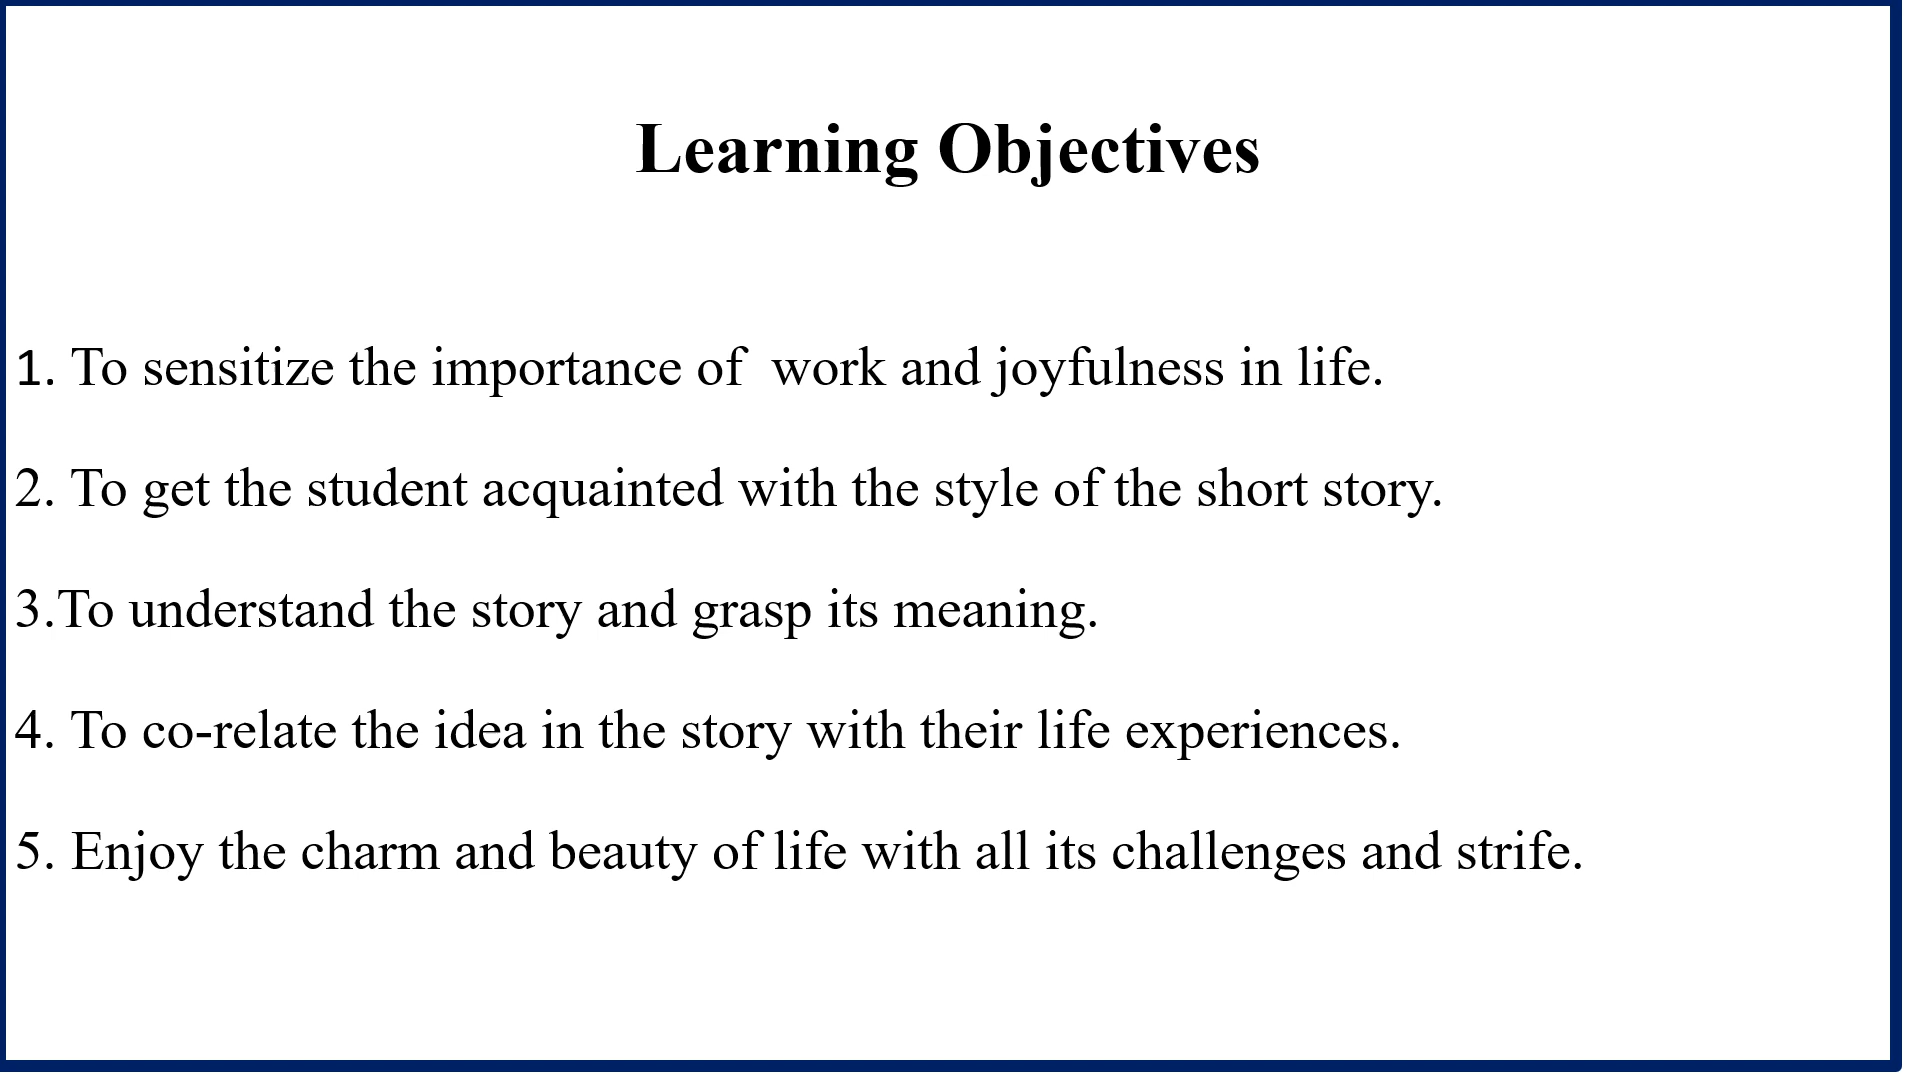 Learning Objectives
1. To sensitize the importance of  work and joyfulness in life.
2. To get the student acquainted with the style of the short story.
3.To understand the story and grasp its meaning.
4. To co-relate the idea in the story with their life experiences.
5. Enjoy the charm and beauty of life with all its challenges and strife.